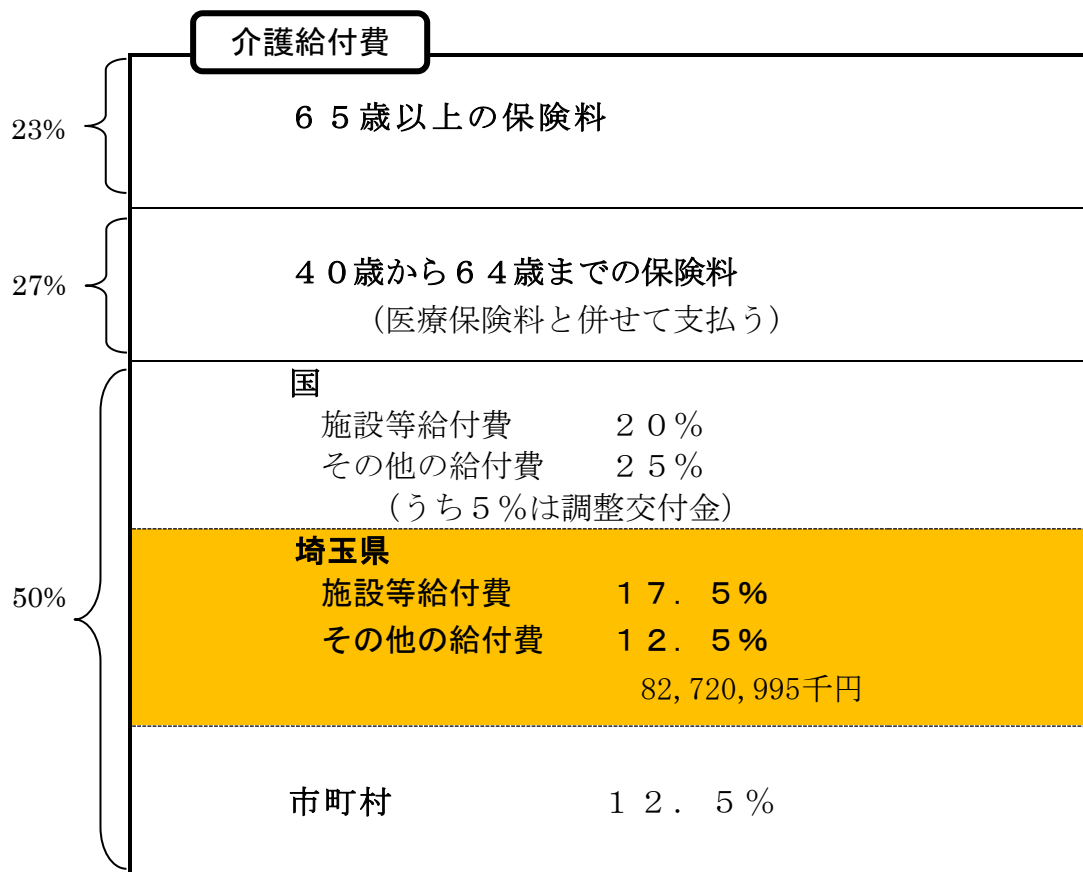 介護給付費
23%
６５歳以上の保険料
27%
４０歳から６４歳までの保険料
（医療保険料と併せて支払う）
50%
国
施設等給付費 ２０％
その他の給付費 ２５％
（うち５％は調整交付金）
埼玉県
施設等給付費 １７．５％
その他の給付費 １２．５％
82,720,995千円
市町村 １２．５％